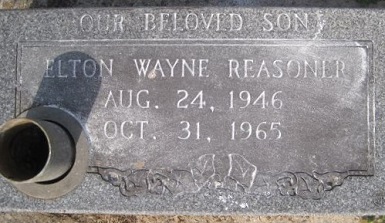 OUR BELOVED SON
ELTON WAYNE REASONER
AUG. 24, 1946
OCT. 31, 1965